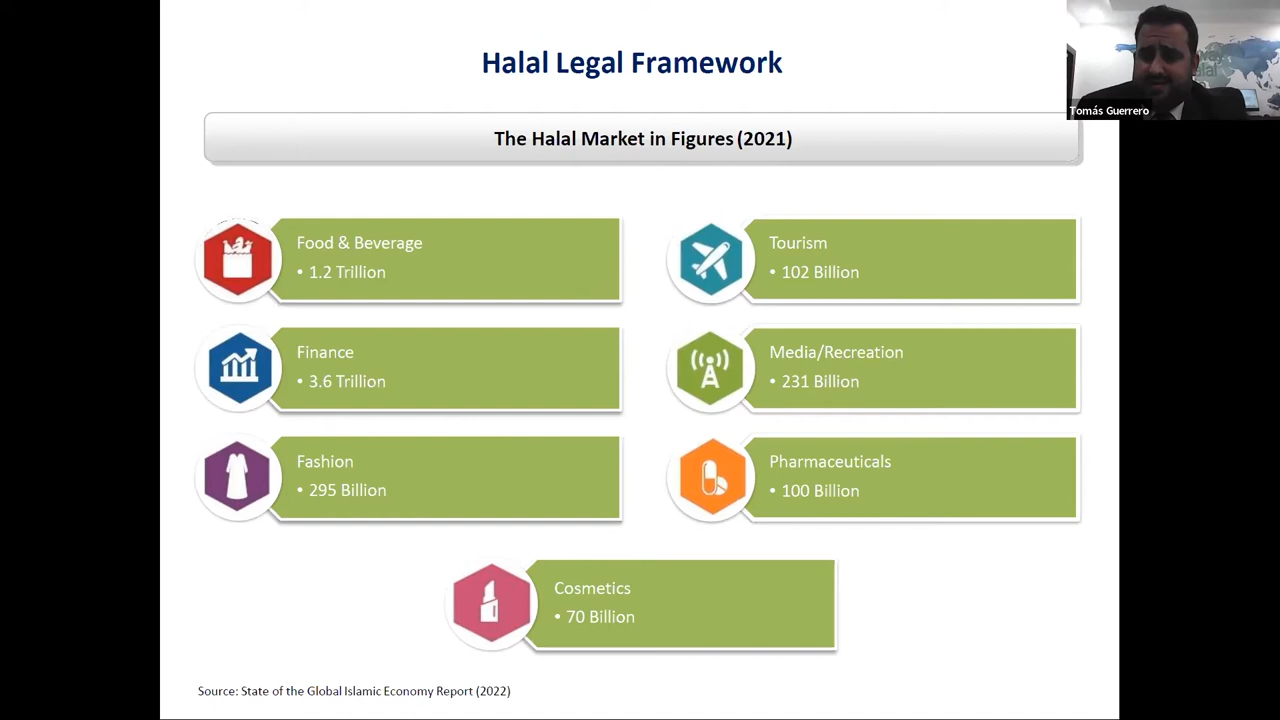 Halal Legal Framework
Tomás Guerrero
The Halal Market in Figures (2021)
Food & Beverage
• 1.2 Trillion
Tourism
• 102 Billion
Finance
• 3.6 Trillion
Media/Recreation
• 231 Billion
Fashion
• 295 Billion
Pharmaceuticals
• 100 Billion
Cosmetics
• 70 Billion
Source: State of the Global Islamic Economy Report (2022)